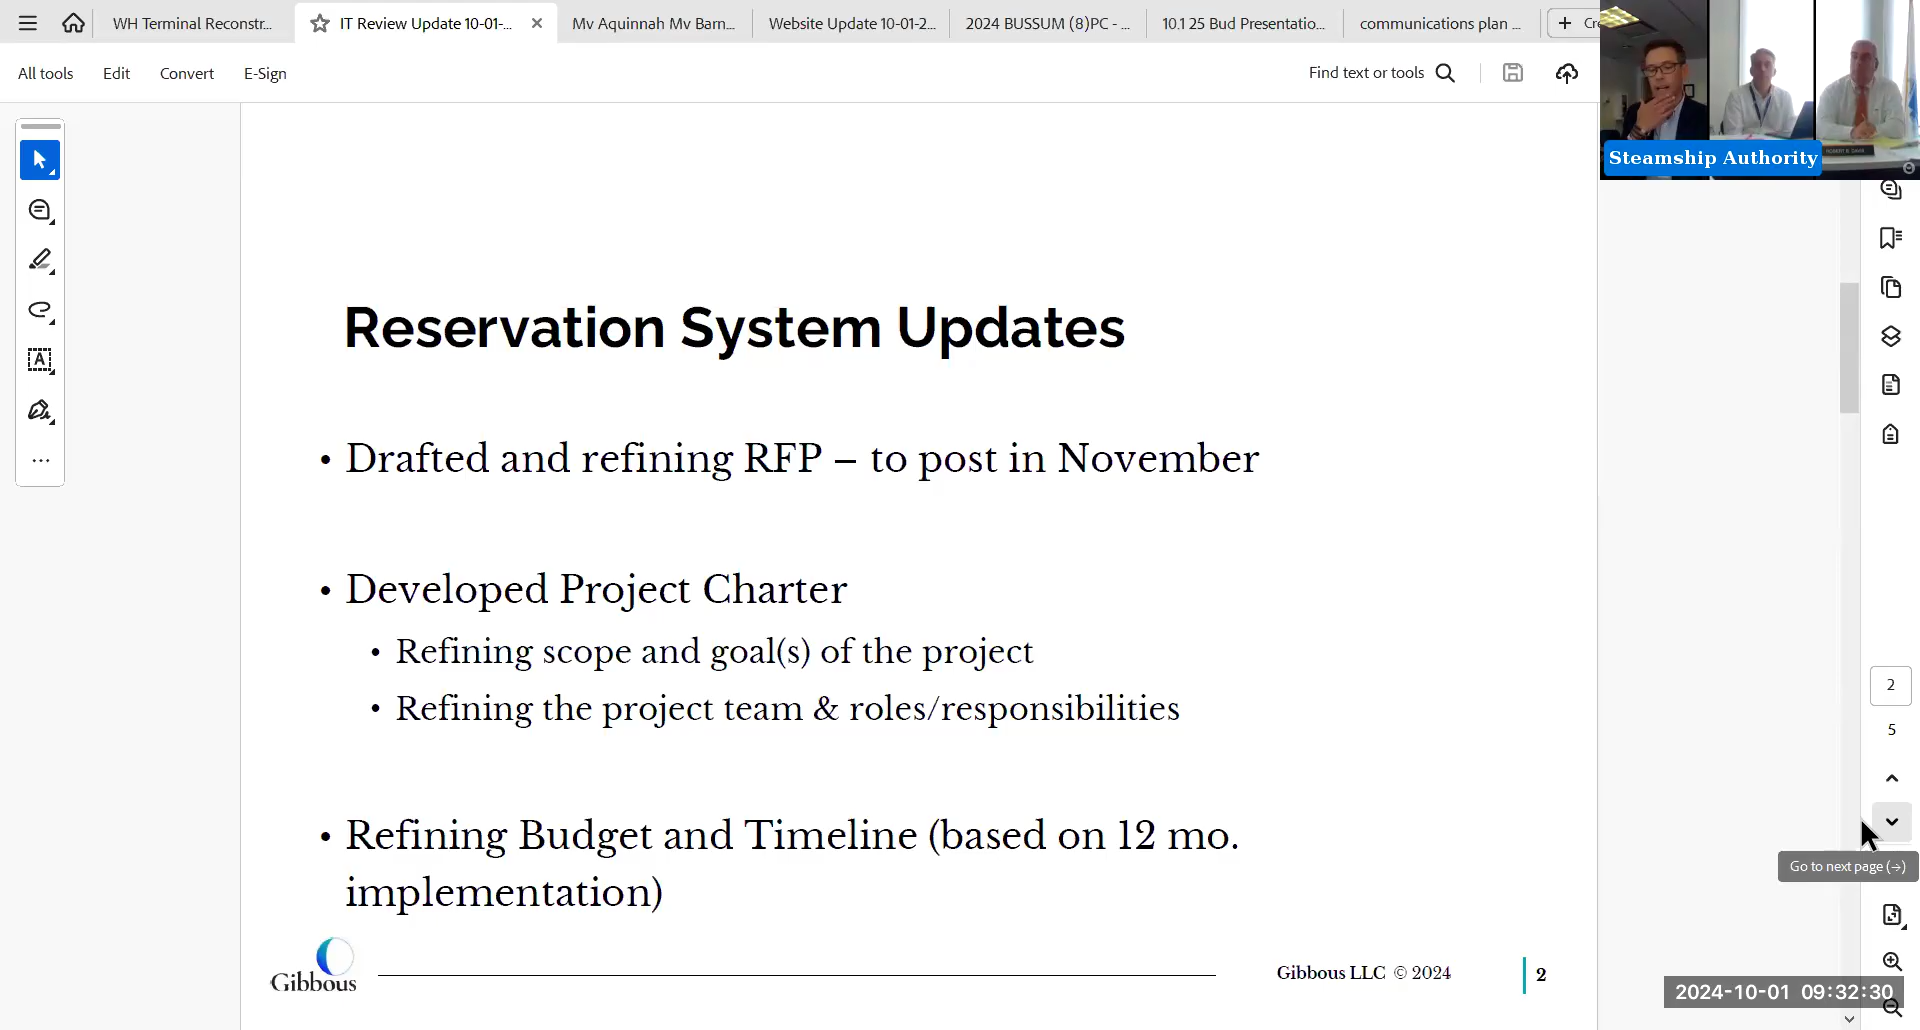 WH Terminal Reconstr...
IT Review Update 10-01-...
Mv Aquinnah Mv Barn...
Website Update 10-01-2...
2024 BUSSUM (8)PC - ...
10.1 25 Bud Presentatio...
communications plan ...
All tools
Edit
Convert
E-Sign
Find text or tools
Steamship Authority
Reservation System Updates
• Drafted and refining RFP – to post in November
• Developed Project Charter
• Refining scope and goal(s) of the project
• Refining the project team & roles/responsibilities
• Refining Budget and Timeline (based on 12 mo.
implementation)
2
5
Go to next page (→)
Gibbous
Gibbous LLC © 2024
2
2024-10-01 09:32:30